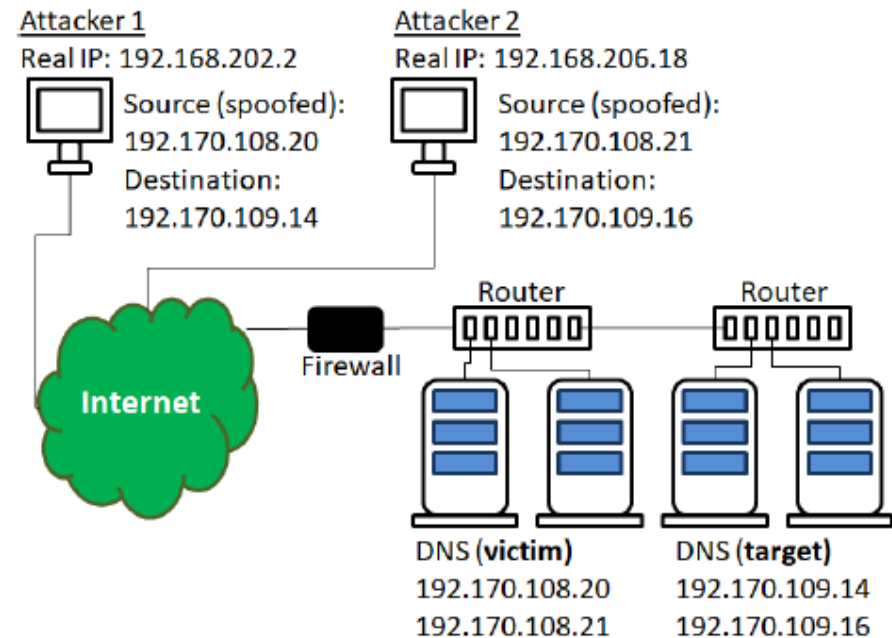 Attacker 1
Real IP: 192.168.202.2
Source (spoofed):
192.170.108.20
Destination:
192.170.109.14
Attacker 2
Real IP: 192.168.206.18
Source (spoofed):
192.170.108.21
Destination:
192.170.109.16
Internet
Firewall
Router
Router
DNS (victim)
192.170.108.20
192.170.108.21
DNS (target)
192.170.109.14
192.170.109.16